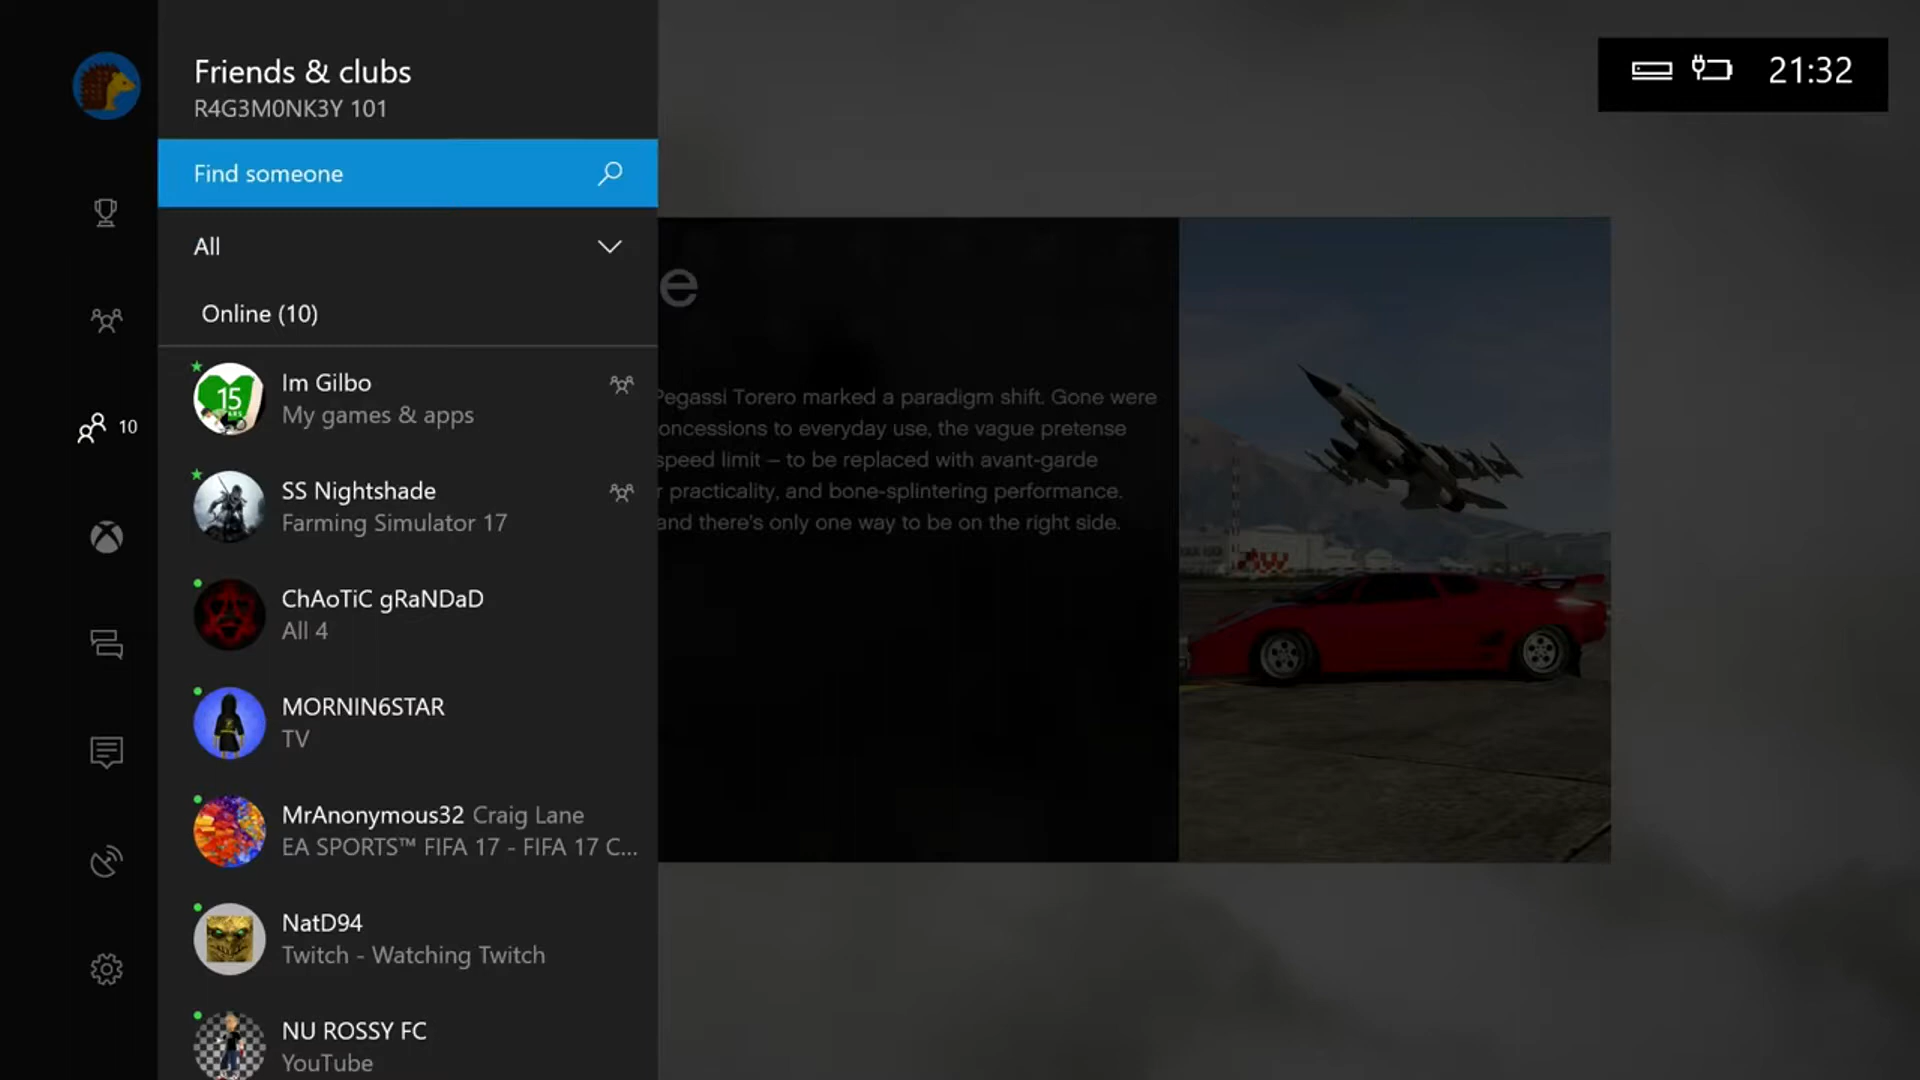 Friends & clubs
R4G3M0NK3Y 101
21:32
Find someone
All
Online (10)
e
15
Im Gilbo
My games & apps
Pegassi Torero marked a paradigm shift. Gone were
oncessions to everyday use, the vague pretense
speed limit – to be replaced with avant-garde
r practicality, and bone-splintering performance.
and there's only one way to be on the right side.
10
SS Nightshade
Farming Simulator 17
ChAoTiC gRaNDaD
All 4
MORNIN6STAR
TV
MrAnonymous32 Craig Lane
EA SPORTS™ FIFA 17 - FIFA 17 C...
NatD94
Twitch - Watching Twitch
NU ROSSY FC
YouTube